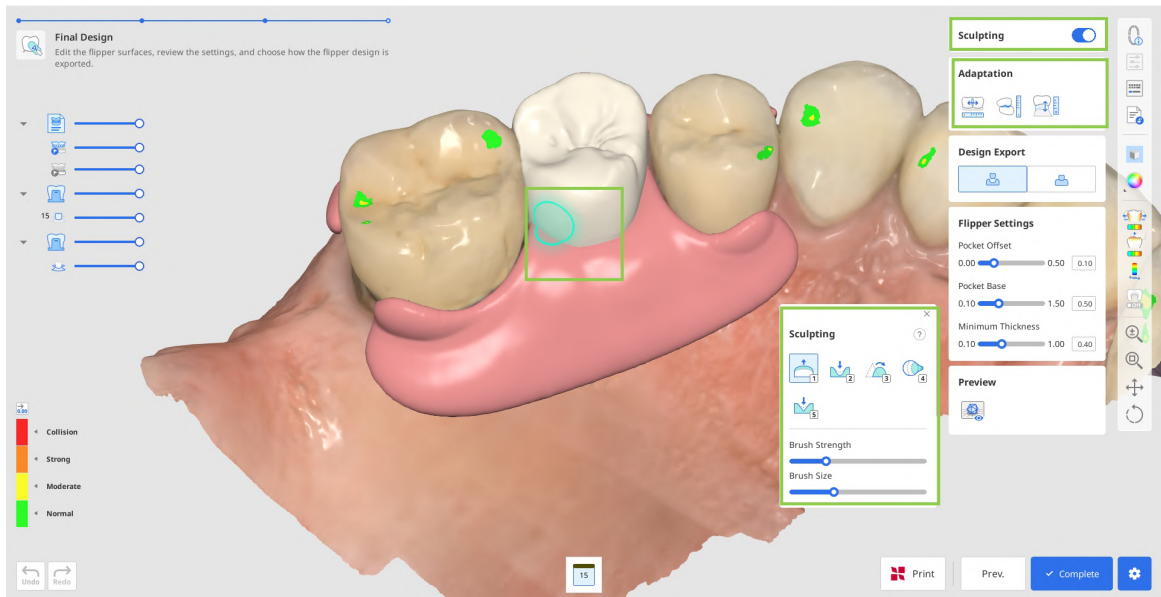 Final Design
Edit the flipper surfaces, review the settings, and choose how the flipper design is
exported.
15
0.00
Collision
Strong
Moderate
Normal
Undo
Redo
15
Sculpting
?
1
2
3
4
5
Brush Strength
Brush Size
Sculpting
Adaptation
Design Export
Flipper Settings
Pocket Offset
0.00 0.50 0.10
Pocket Base
0.10 1.50 0.50
Minimum Thickness
0.10 1.00 0.40
Preview
Print
Prev.
Complete